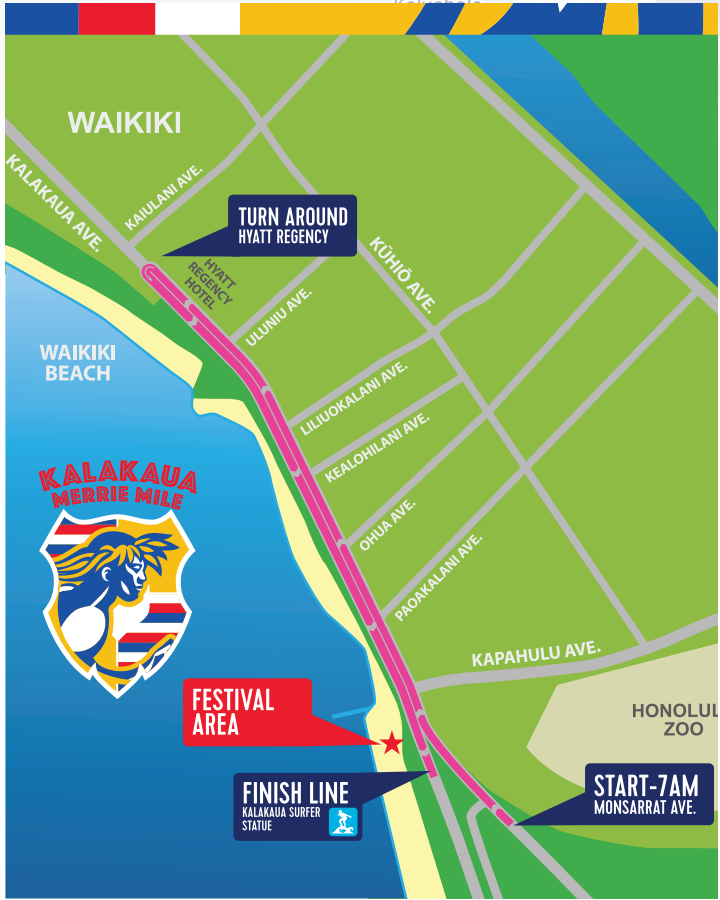 WAIKIKI
KALAKAUA AVE.
KAIULANI AVE.
TURN AROUND
HYATT REGENCY
HYATT
REGENCY
HOTEL
KŪHIŌ AVE.
ULUNIU AVE.
WAIKIKI
BEACH
LILIUOKALANI AVE.
KEALOHILANI AVE.
KALAKAUA
MERRIE MILE
OHUA AVE.
PAOAKALANI AVE.
KAPAHULU AVE.
FESTIVAL
AREA
HONOLUL
ZOO
FINISH LINE
KALAKAUA SURFER
STATUE
START-7AM
MONSARRAT AVE.